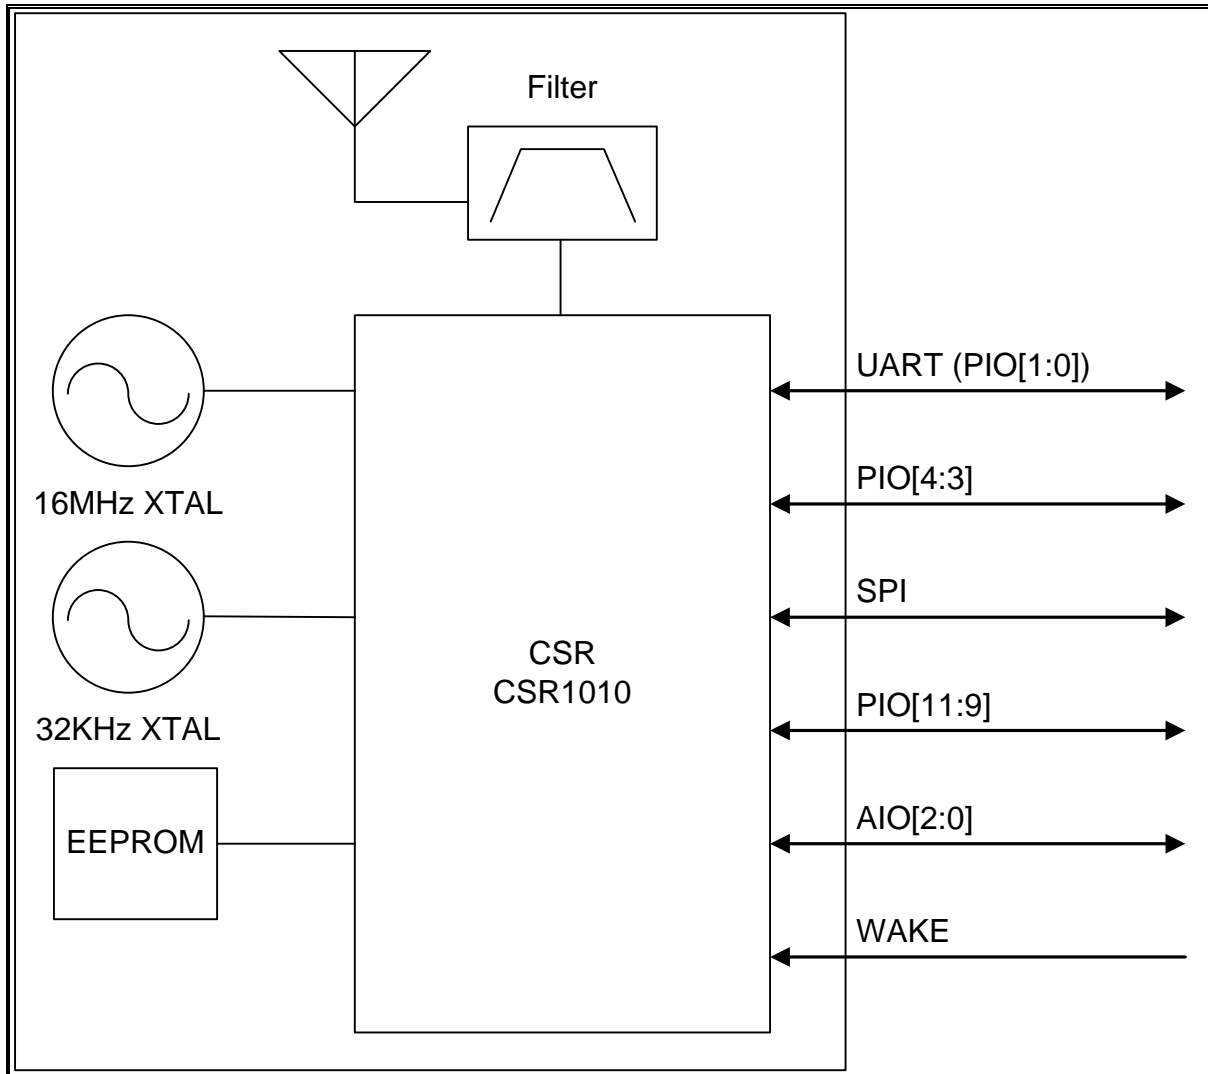 Filter
UART (PIO[1:0])
16MHz XTAL
PIO[4:3]
SPI
CSR
CSR1010
32KHz XTAL
PIO[11:9]
EEPROM
AIO[2:0]
WAKE